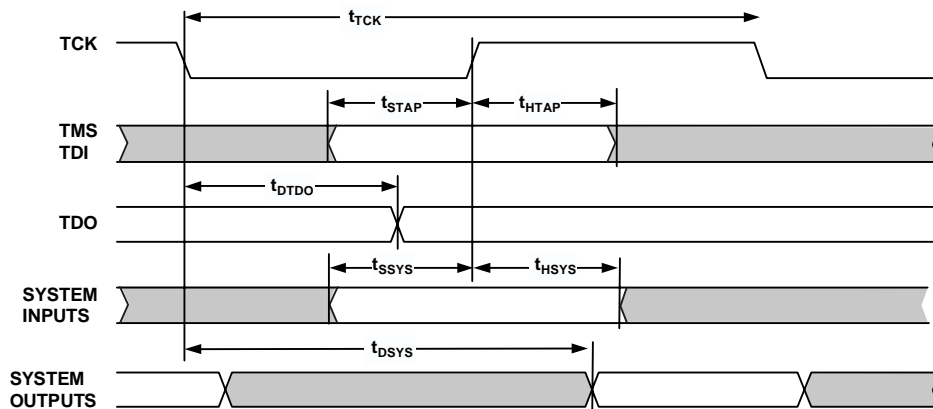 tTCK
TCK
tSTAP
tHTAP
TMS
TDI
tDTDO
TDO
tSSYS
tHSYS
SYSTEM
INPUTS
tDSYS
SYSTEM
OUTPUTS